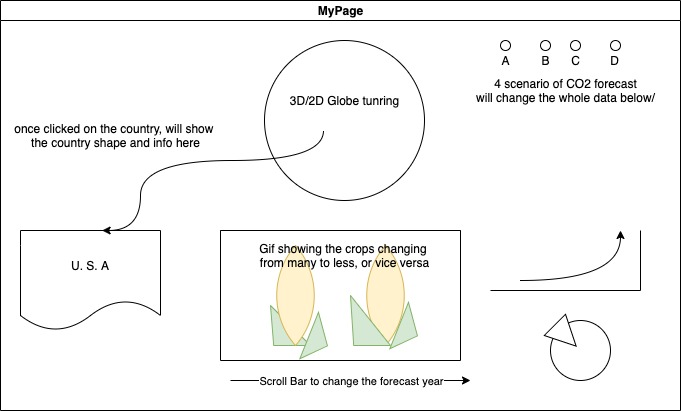 MyPage
A
B
C
D
4 scenario of CO2 forecast
will change the whole data below/
3D/2D Globe tunring
once clicked on the country, will show
the country shape and info here
U. S. A
Gif showing the crops changing
from many to less, or vice versa
Scroll Bar to change the forecast year